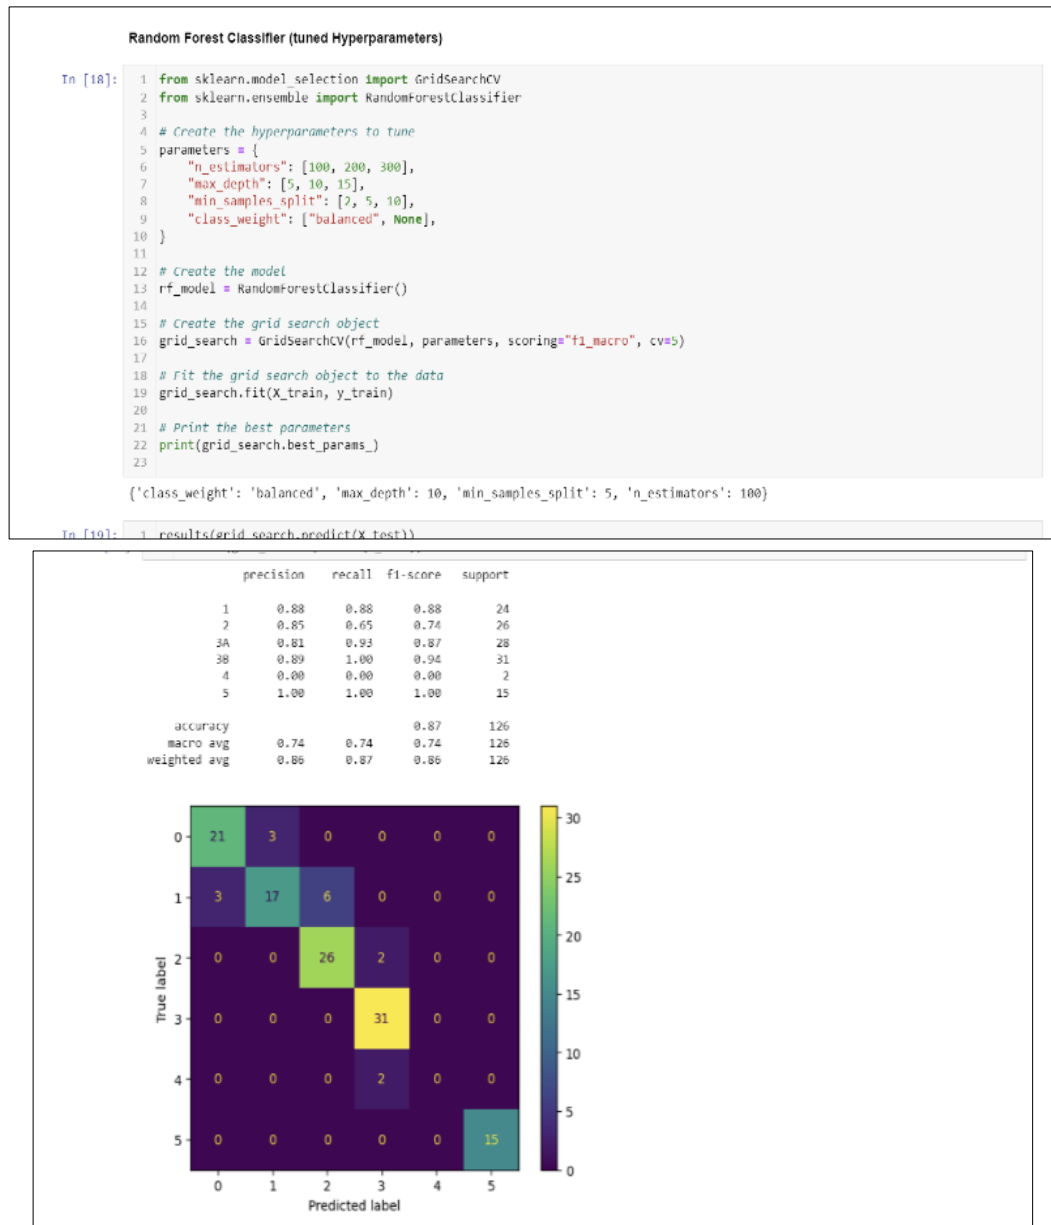 Random Forest Classifier (tuned Hyperparameters)
In [18]:
1 from sklearn.model_selection import GridSearchCV
2 from sklearn.ensemble import RandomForestClassifier
3
4 # Create the hyperparameters to tune
5 parameters = {
6     "n_estimators": [100, 200, 300],
7     "max_depth": [5, 10, 15],
8     "min_samples_split": [2, 5, 10],
9     "class_weight": ["balanced", None],
10 }
11
12 # Create the model
13 rf_model = RandomForestClassifier()
14
15 # Create the grid search object
16 grid_search = GridSearchCV(rf_model, parameters, scoring="f1_macro", cv=5)
17
18 # Fit the grid search object to the data
19 grid_search.fit(X_train, y_train)
20
21 # Print the best parameters
22 print(grid_search.best_params_)
23
{'class_weight': 'balanced', 'max_depth': 10, 'min_samples_split': 5, 'n_estimators': 100}
In [19]: 1 results(grid_search.predict(X_test))
precision recall f1-score support
1 0.88 0.88 0.88 24
2 0.85 0.65 0.74 26
3A 0.81 0.93 0.87 28
3B 0.89 1.00 0.94 31
4 0.00 0.00 0.00 2
5 1.00 1.00 1.00 15
accuracy 0.87 126
macro avg 0.74 0.74 0.74 126
weighted avg 0.86 0.87 0.86 126
0 21 3 0 0 0 0
1 3 17 6 0 0 0
2 0 0 26 2 0 0
3 0 0 0 31 0 0
4 0 0 0 2 0 0
5 0 0 0 0 0 15
0 1 2 3 4 5
Predicted label
True label
30
25
20
15
10
5
0